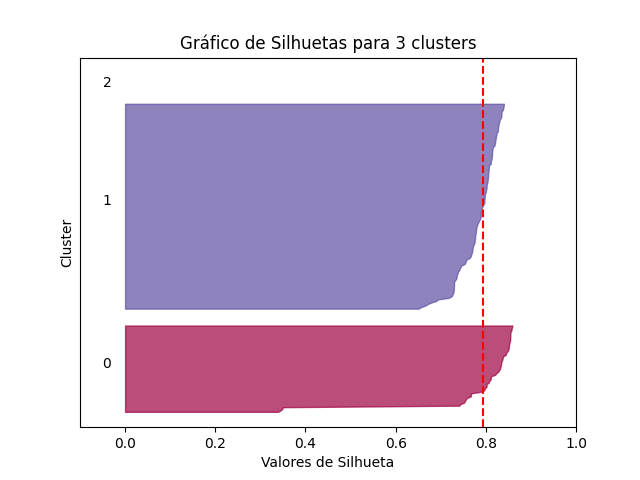 Gráfico de Silhuetas para 3 clusters
2
1
0
Cluster
0.0 0.2 0.4 0.6 0.8 1.0
Valores de Silhueta